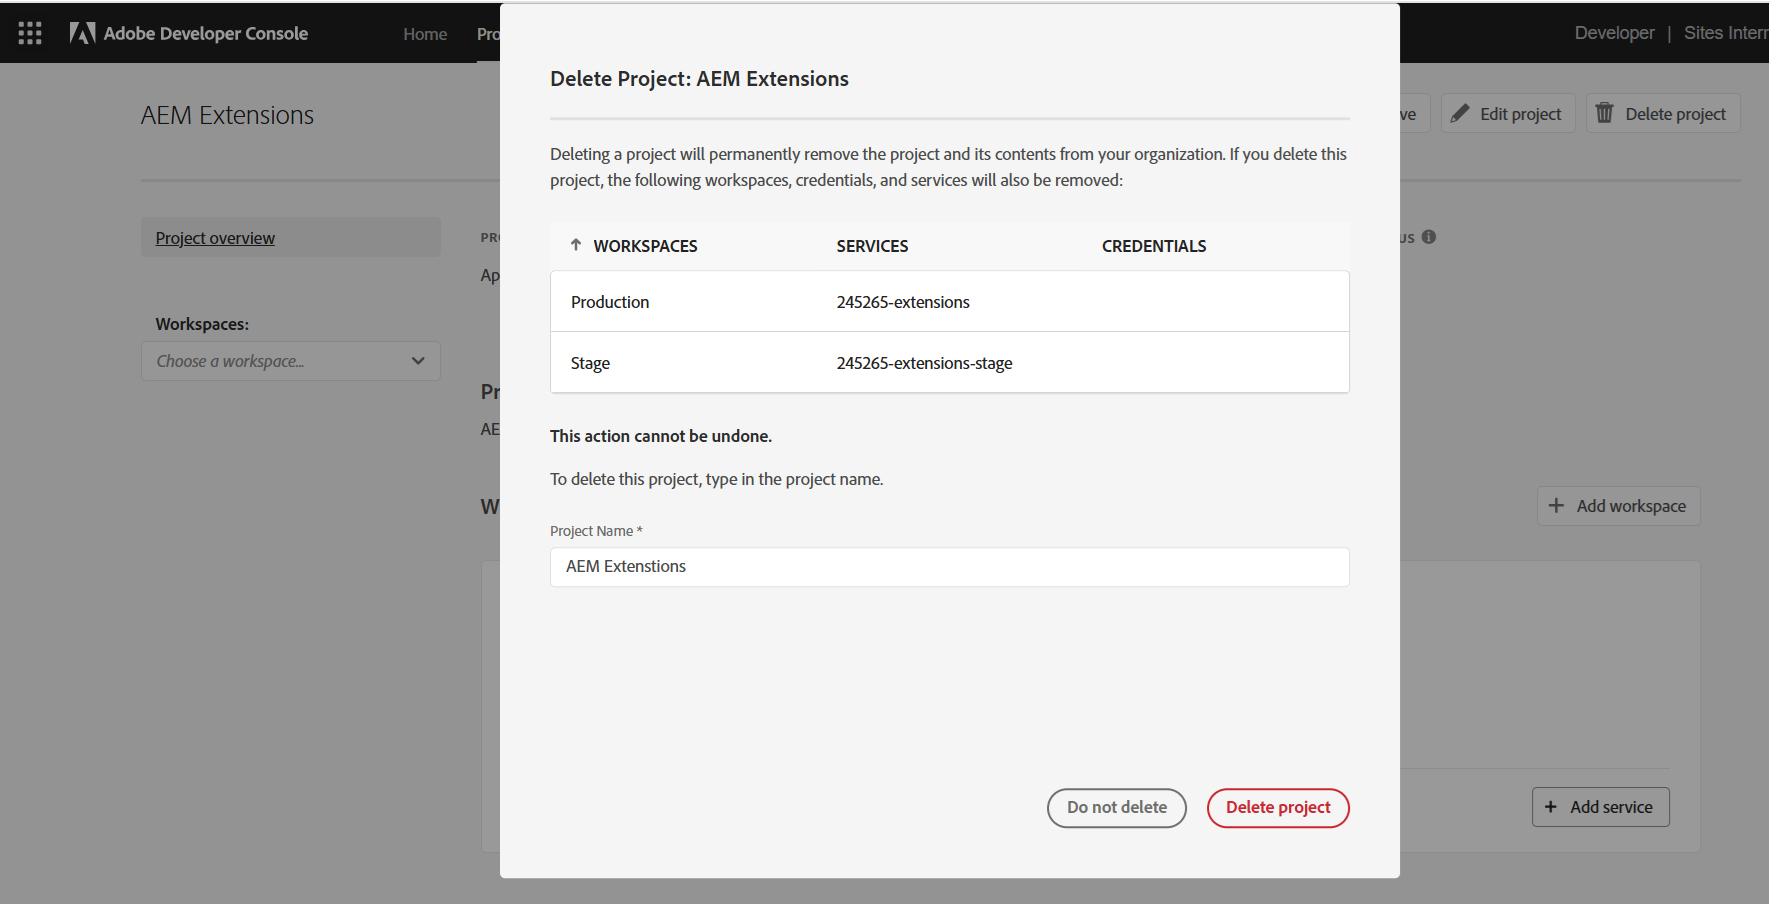 Adobe Developer Console Home Pro Developer | Sites Intern
AEM Extensions
ve Edit project Delete project
Project overview
Workspaces:
Choose a workspace...
PR
Ap
Pr
AE
W
US
Add workspace
Add service
Delete Project: AEM Extensions
Deleting a project will permanently remove the project and its contents from your organization. If you delete this
project, the following workspaces, credentials, and services will also be removed:
WORKSPACES SERVICES CREDENTIALS
Production 245265-extensions
Stage 245265-extensions-stage
This action cannot be undone.
To delete this project, type in the project name.
Project Name *
AEM Extenstions
Do not delete Delete project